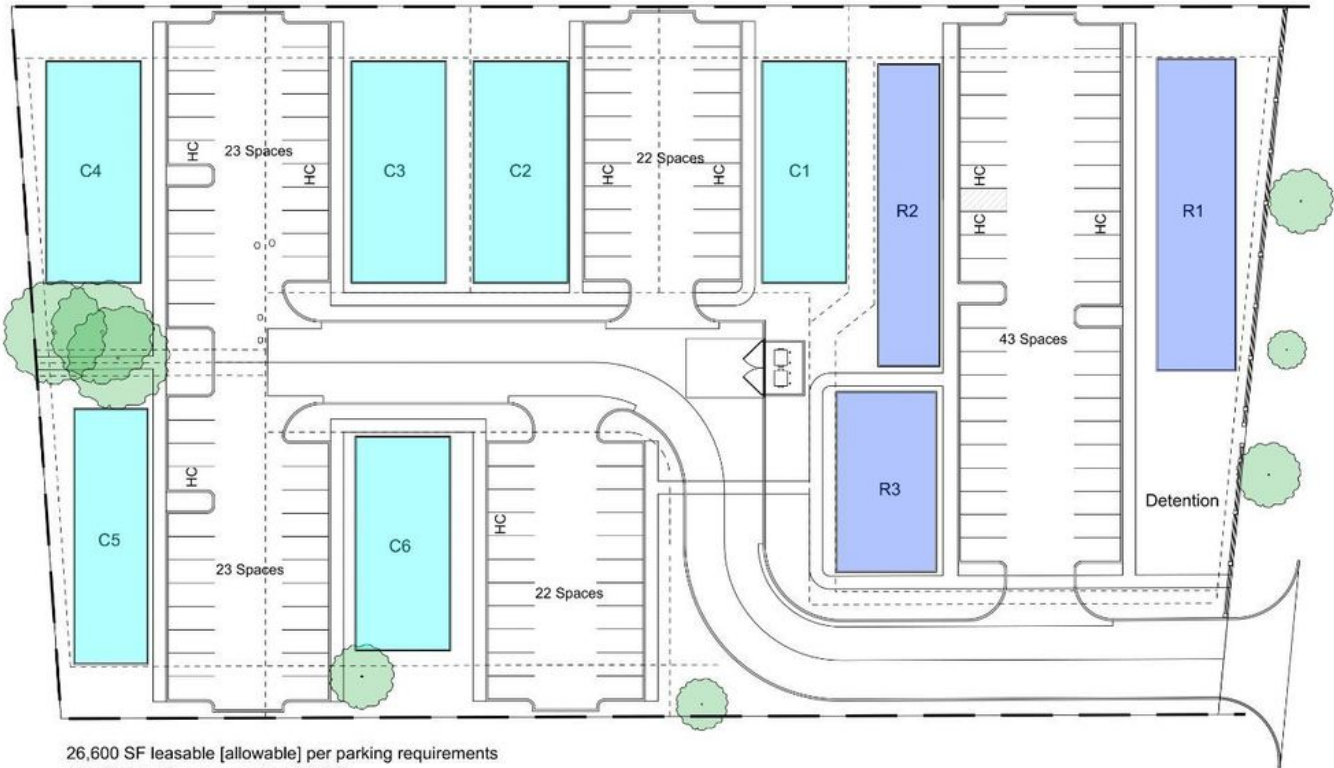 C4
HC
23 Spaces
HC
C3
C2
HC
22 Spaces
HC
C1
R2
HC
HC
HC
R1
43 Spaces
C5
HC
23 Spaces
C6
HC
22 Spaces
R3
Detention
26,600 SF leasable [allowable] per parking requirements